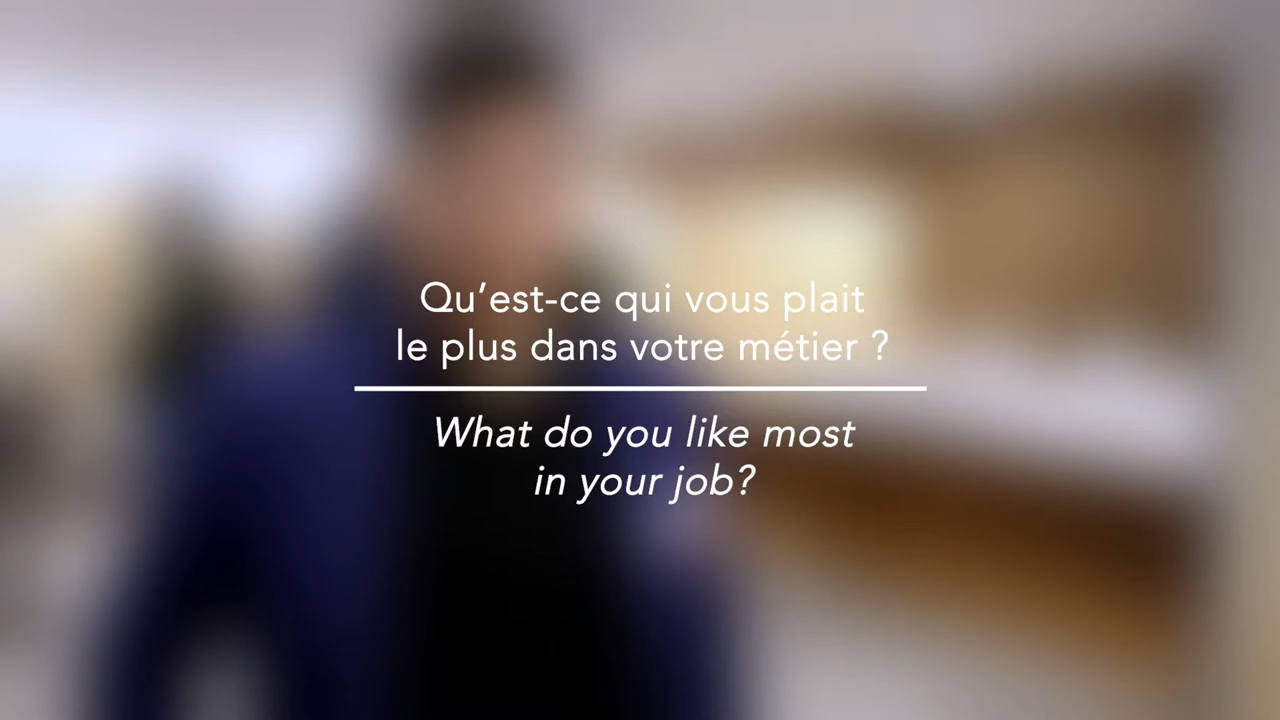 Qu’est-ce qui vous plait
le plus dans votre métier ?
What do you like most
in your job?